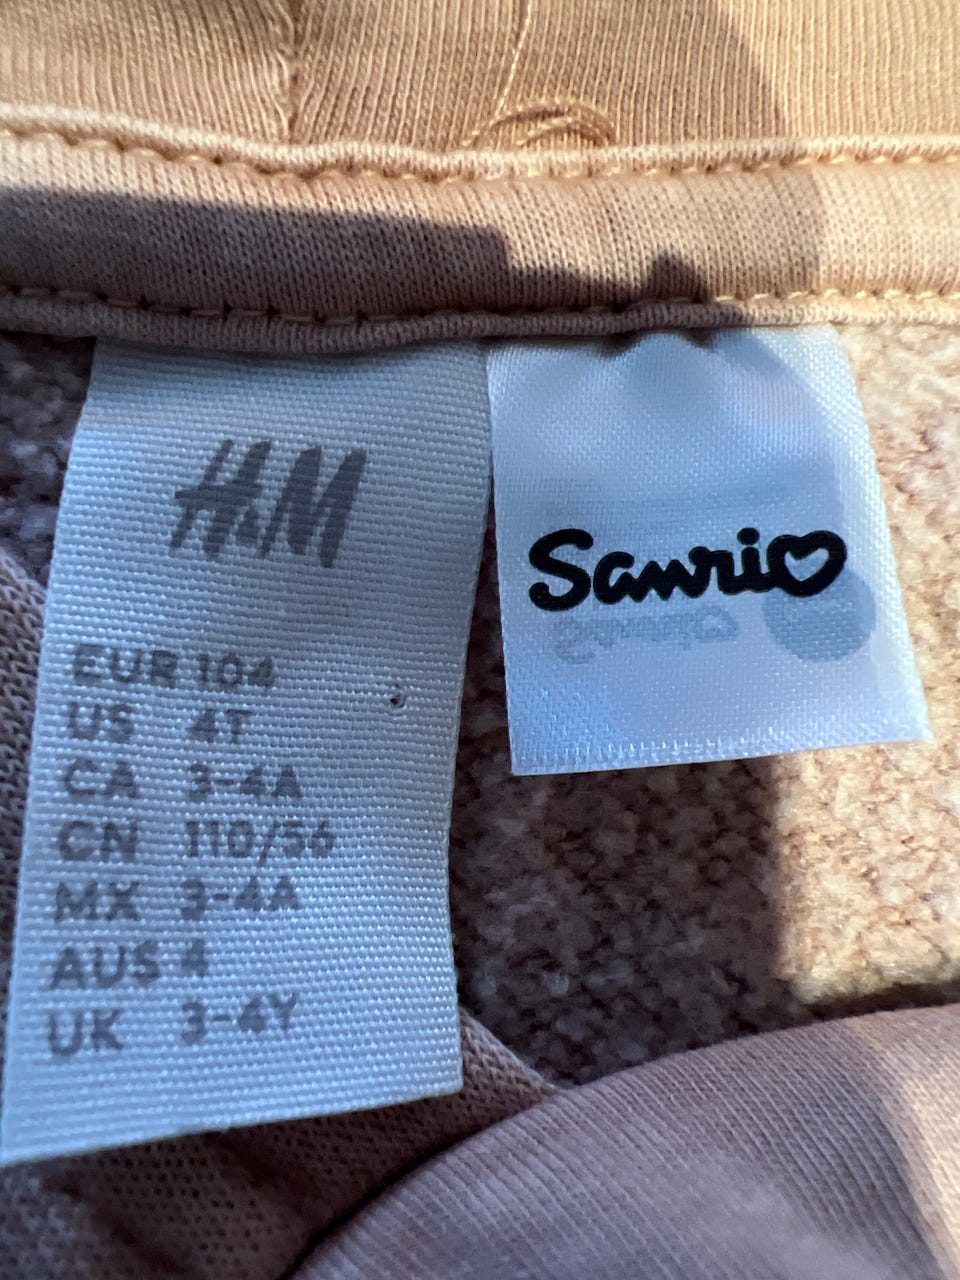 H&M
EUR 104
US 4T
CA 3-4A
CN 110/56
MX 3-4A
AUS 4
UK 3-4Y
Sanrio